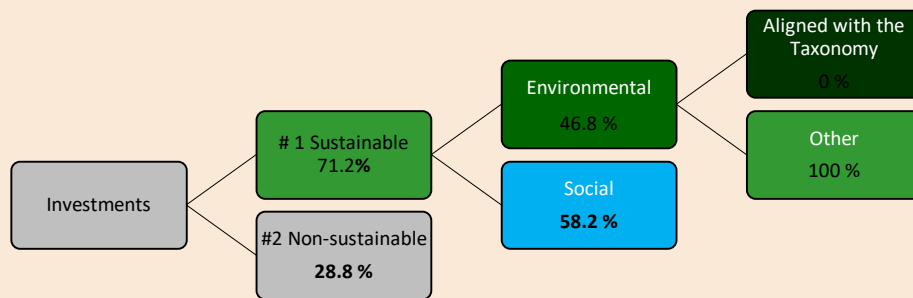 Investments
# 1 Sustainable
71.2%
#2 Non-sustainable
28.8 %
Environmental
46.8 %
Social
58.2 %
Aligned with the
Taxonomy
0 %
Other
100 %